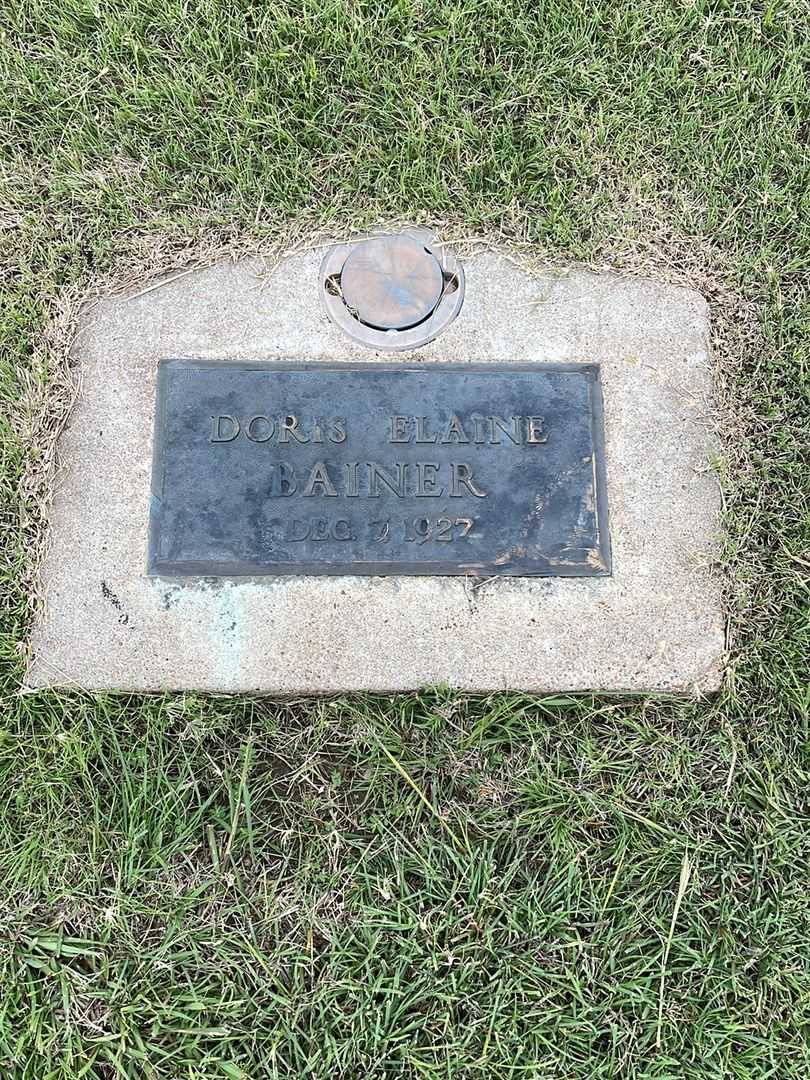 DORIS ELAINE
BAINER
DEC. 7, 1927